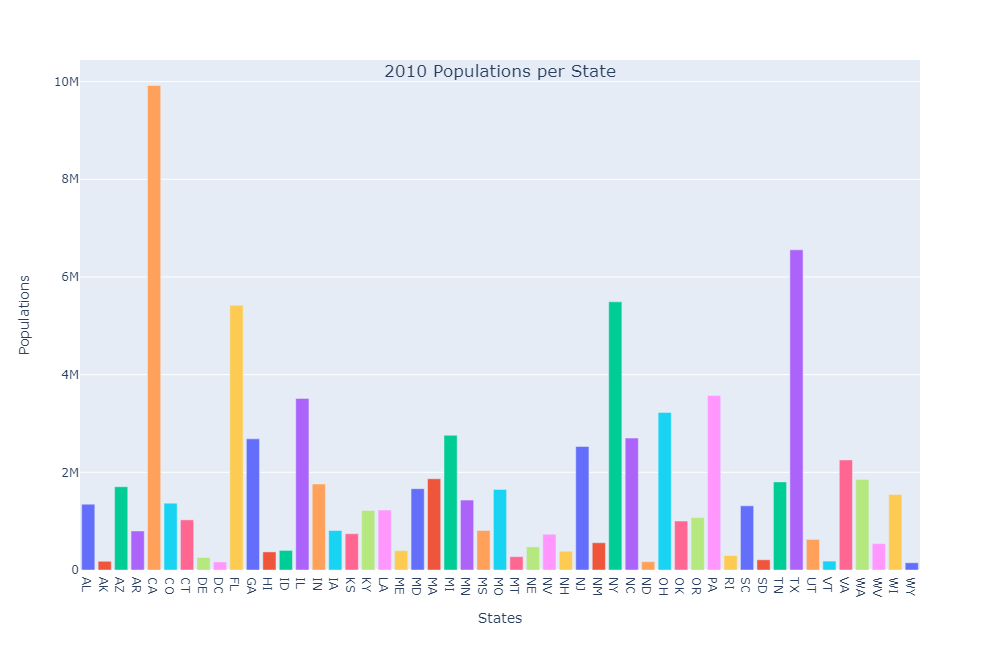 2010 Populations per State
10M
8M
6M
4M
2M
0
Populations
AL AK AZ AR CA CO CT DE DC FL GA HI ID IL IN IA KS KY LA ME MD MA MI MN MS MO MT NE NV NH NJ NM NY NC ND OH OK OR PA RI SC SD TN TX UT VT VA WA WV WI WY
States